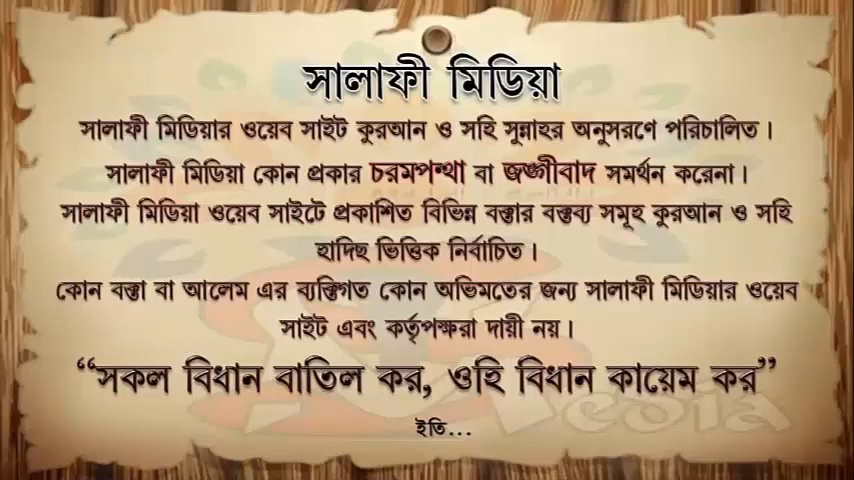 সালাফী মিডিয়া
সালাফী মিডিয়ার ওয়েব সাইট কুরআন ও সহি সুন্নাহর অনুসরণে পরিচালিত।
সালাফী মিডিয়া কোন প্রকার চরমপন্থা বা জঙ্গীবাদ সমর্থন করেনা।
সালাফী মিডিয়া ওয়েব সাইটে প্রকাশিত বিভিন্ন বক্তার বক্তব্য সমূহ কুরআন ও সহি
হাদিছ ভিত্তিক নির্বাচিত।
কোন বক্তা বা আলেম এর ব্যক্তিগত কোন অভিমতের জন্য সালাফী মিডিয়ার ওয়েব
সাইট এবং কর্তৃপক্ষরা দায়ী নয়।
“সকল বিধান বাতিল কর, ওহি বিধান কায়েম কর”
ইতি...